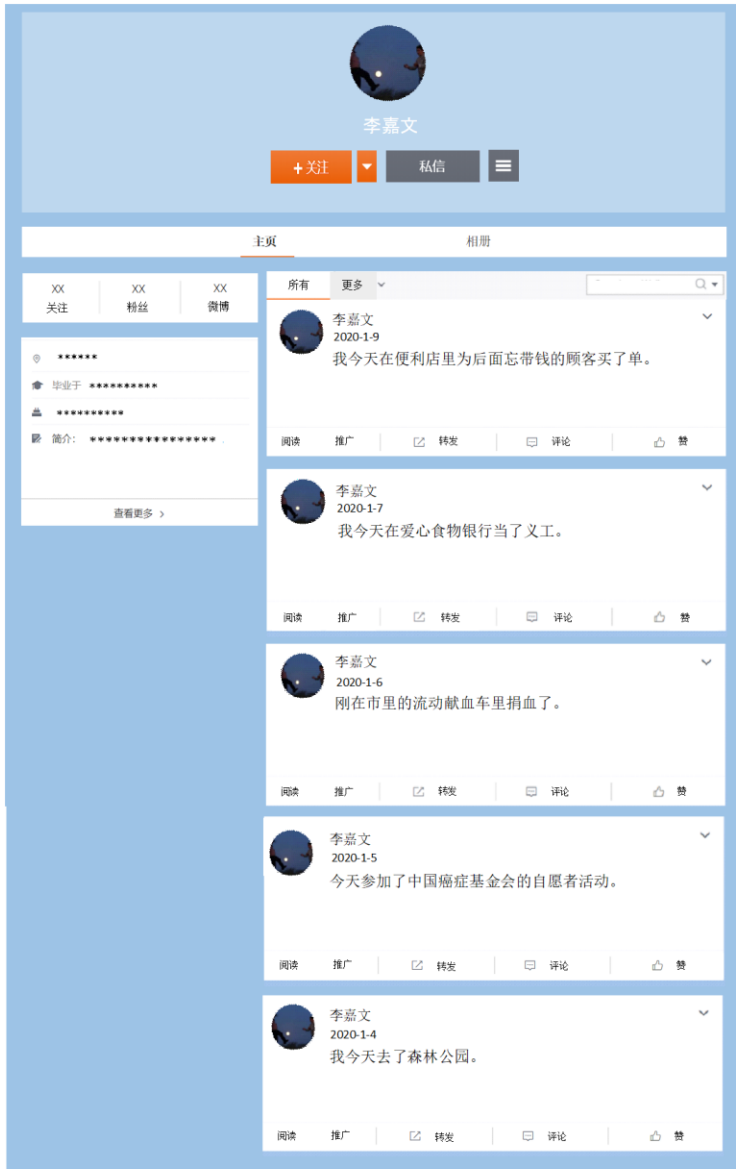 李嘉文
+关注
私信
主页
相册
XX
XX
XX
关注
粉丝
微博
******
毕业于 **********
**********
简介: ****************
查看更多 >
所有
更多
李嘉文
2020-1-9
我今天在便利店里为后面忘带钱的顾客买了单。
阅读 推广 转发 评论 赞
李嘉文
2020-1-7
我今天在爱心食物银行当了义工。
阅读 推广 转发 评论 赞
李嘉文
2020-1-6
刚在市里的流动献血车里捐血了。
阅读 推广 转发 评论 赞
李嘉文
2020-1-5
今天参加了中国癌症基金会的自愿者活动。
阅读 推广 转发 评论 赞
李嘉文
2020-1-4
我今天去了森林公园。
阅读 推广 转发 评论 赞